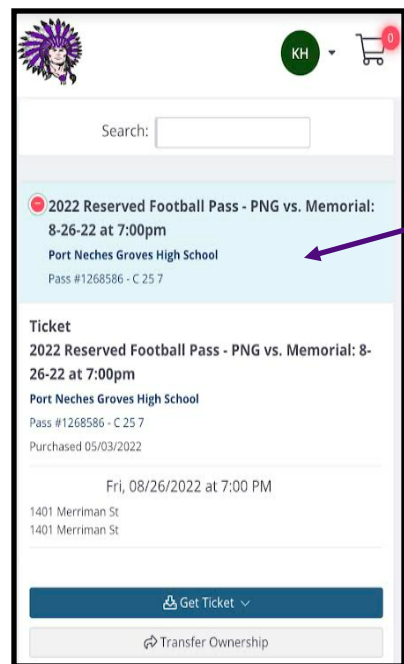 KH
0
Search:
2022 Reserved Football Pass - PNG vs. Memorial:
8-26-22 at 7:00pm
Port Neches Groves High School
Pass #1268586 - C 25 7
Ticket
2022 Reserved Football Pass - PNG vs. Memorial: 8-
26-22 at 7:00pm
Port Neches Groves High School
Pass #1268586 - C 25 7
Purchased 05/03/2022
Fri, 08/26/2022 at 7:00 PM
1401 Merriman St
1401 Merriman St
Get Ticket
Transfer Ownership